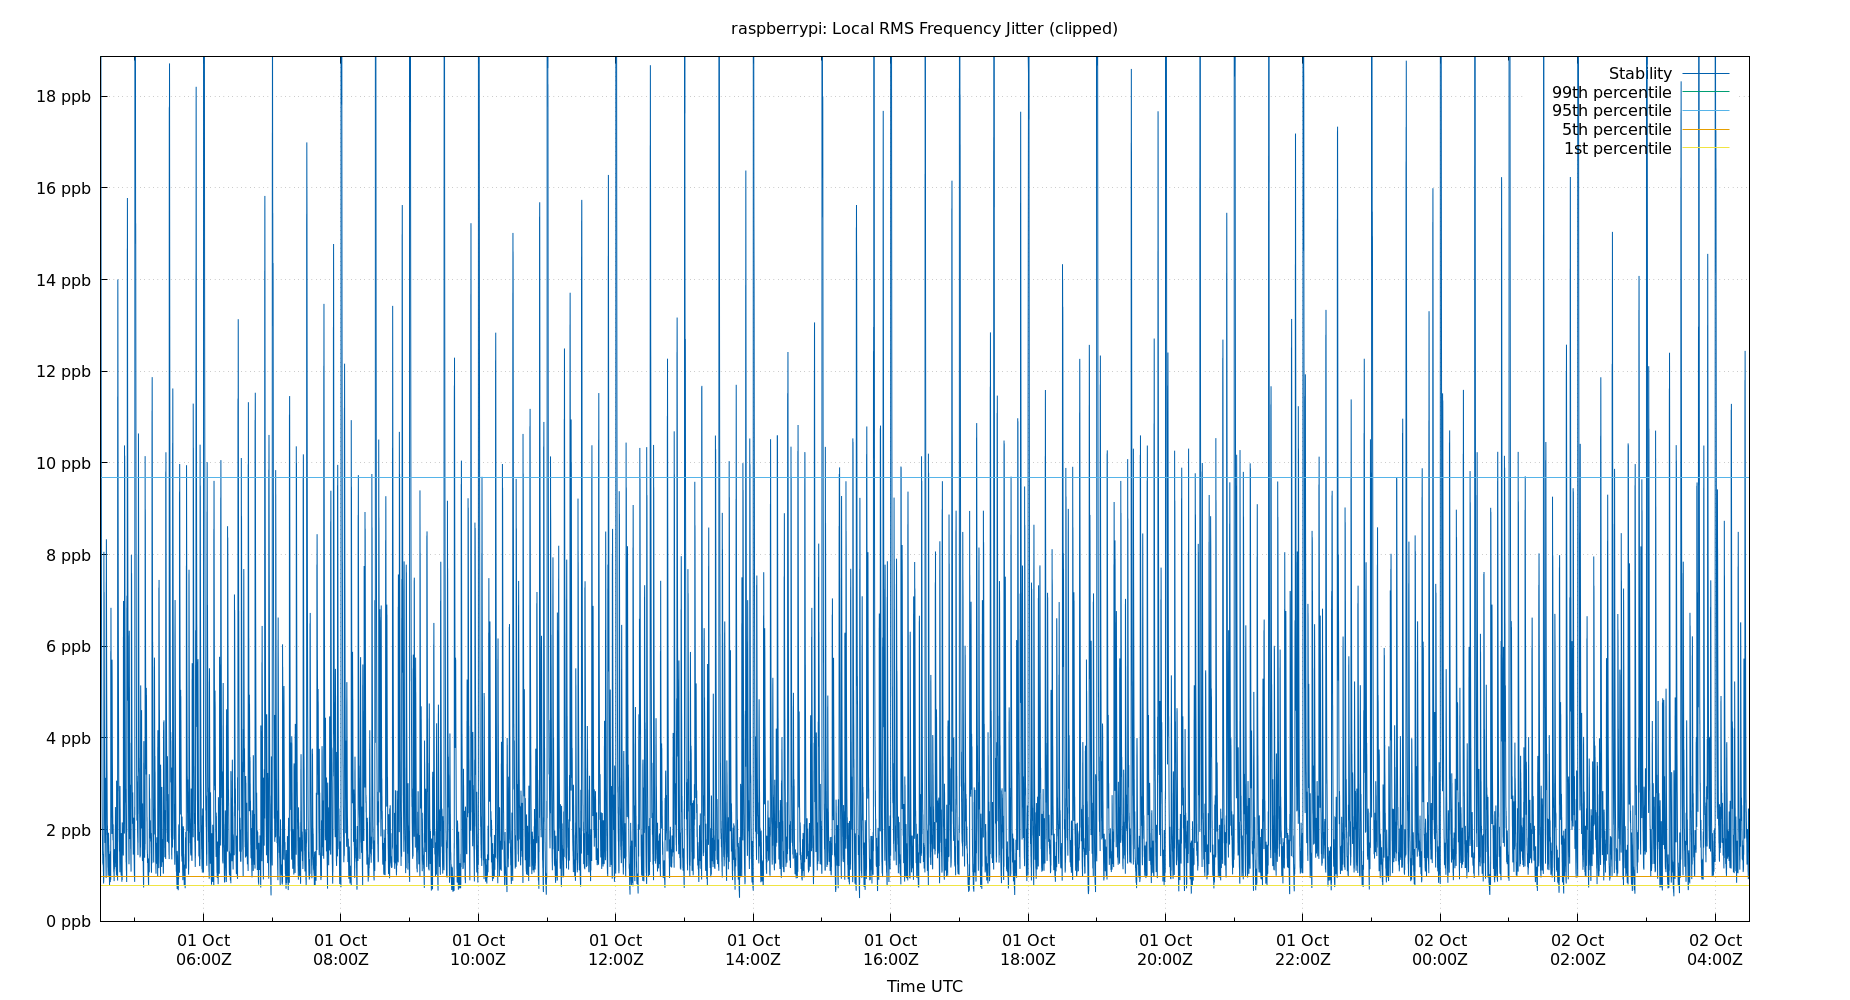 raspberrypi: Local RMS Frequency Jitter (clipped)
Stability
99th percentile
95th percentile
5th percentile
1st percentile
18 ppb
16 ppb
14 ppb
12 ppb
10 ppb
8 ppb
6 ppb
4 ppb
2 ppb
0 ppb
01 Oct 01 Oct 01 Oct 01 Oct 01 Oct 01 Oct 01 Oct 01 Oct 01 Oct 02 Oct 02 Oct 02 Oct
06:00Z 08:00Z 10:00Z 12:00Z 14:00Z 16:00Z 18:00Z 20:00Z 22:00Z 00:00Z 02:00Z 04:00Z
Time UTC